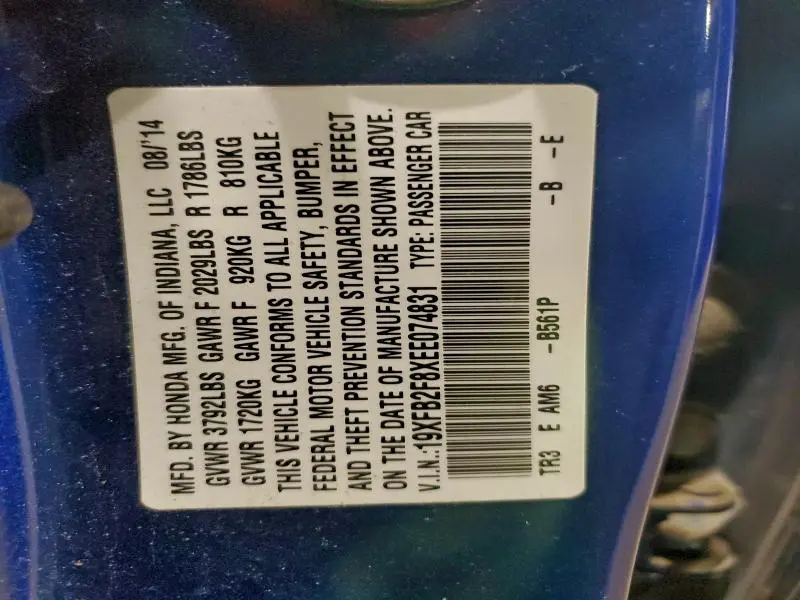 MFD. BY HONDA MFG. OF INDIANA, LLC 08/'14
GVWR 3792LBS GAWR F 2029LBS R 1786LBS
GVWR 1720KG GAWR F 920KG R 810KG
THIS VEHICLE CONFORMS TO ALL APPLICABLE
FEDERAL MOTOR VEHICLE SAFETY, BUMPER,
AND THEFT PREVENTION STANDARDS IN EFFECT
ON THE DATE OF MANUFACTURE SHOWN ABOVE.
V.I.N.:19XFB2F8XEE074831 TYPE: PASSENGER CAR
TR3 E AM6 -B561P -B -E